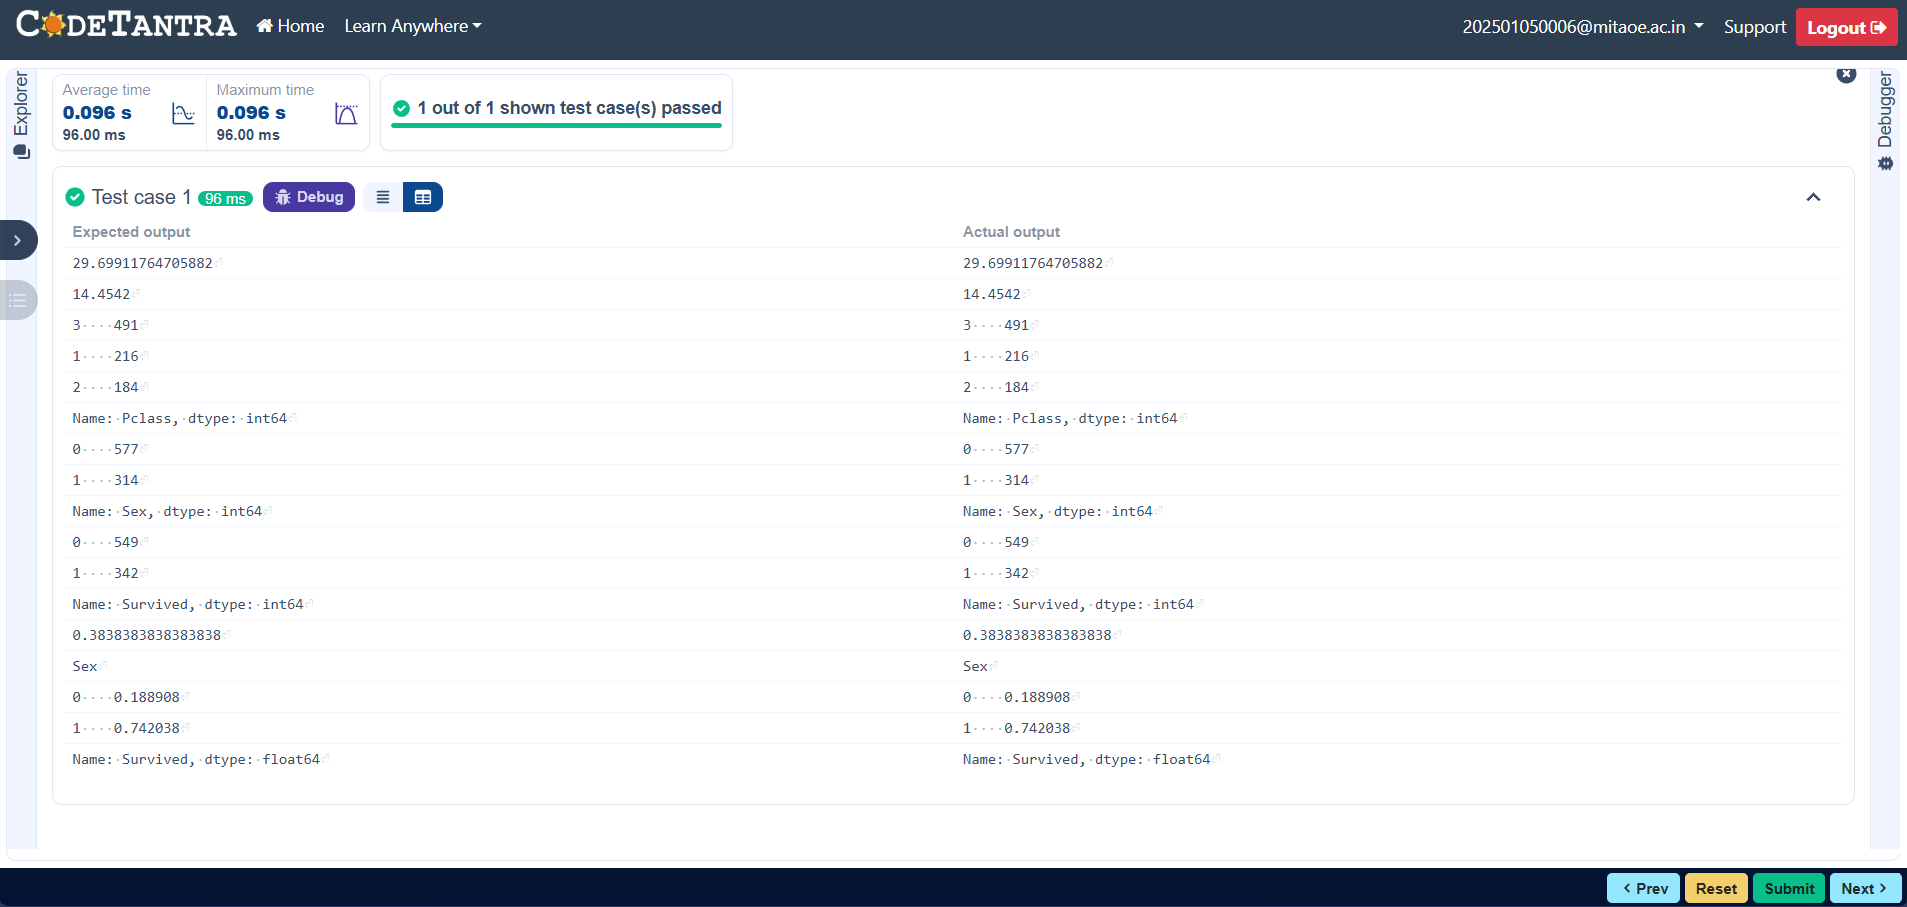 CODETANTRA Home Learn Anywhere 202501050006@mitaoe.ac.in Support Logout
Explorer
Debugger
Average time
0.096 s
96.00 ms
Maximum time
0.096 s
96.00 ms
1 out of 1 shown test case(s) passed
Test case 1 96 ms Debug
Expected output Actual output
29.69911764705882 29.69911764705882
14.4542 14.4542
3····491 3····491
1····216 1····216
2····184 2····184
Name:·Pclass,·dtype:·int64 Name:·Pclass,·dtype:·int64
0····577 0····577
1····314 1····314
Name:·Sex,·dtype:·int64 Name:·Sex,·dtype:·int64
0····549 0····549
1····342 1····342
Name:·Survived,·dtype:·int64 Name:·Survived,·dtype:·int64
0.3838383838383838 0.3838383838383838
Sex Sex
0····0.188908 0····0.188908
1····0.742038 1····0.742038
Name:·Survived,·dtype:·float64 Name:·Survived,·dtype:·float64
Prev Reset Submit Next